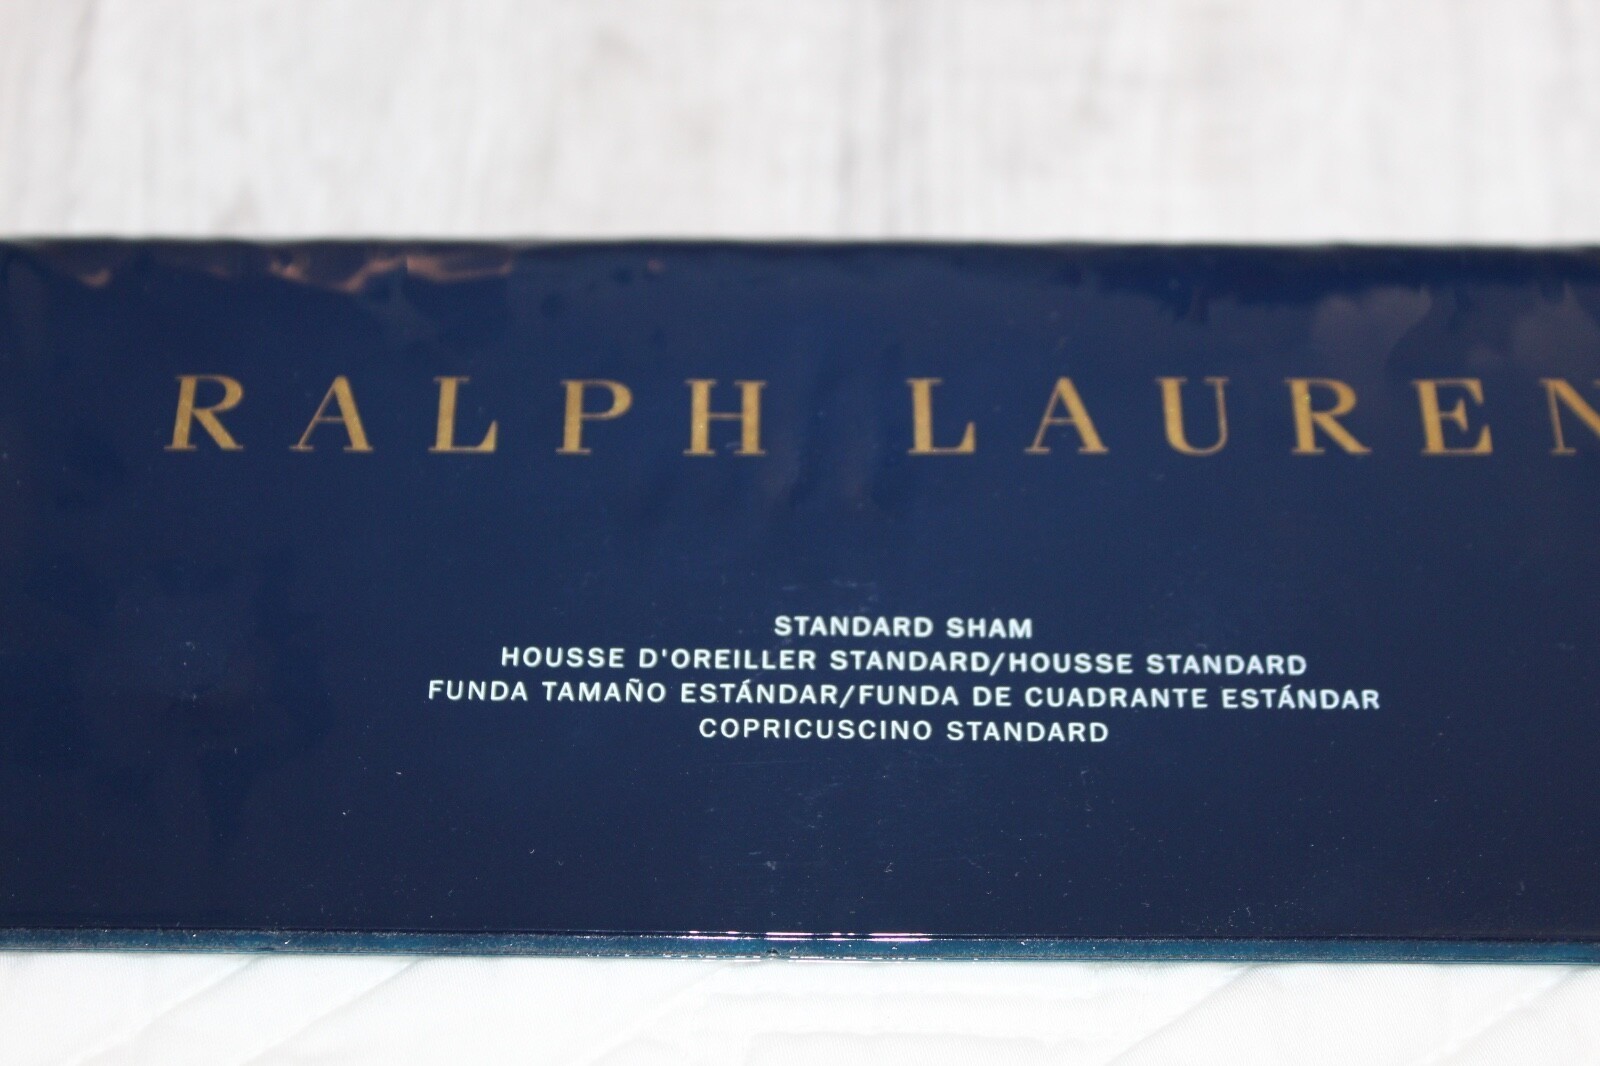 RALPH LAUREN
STANDARD SHAM
HOUSSE D'OREILLER STANDARD/HOUSSE STANDARD
FUNDA TAMAÑO ESTÁNDAR/FUNDA DE CUADRANTE ESTÁNDAR
COPRICUSCINO STANDARD